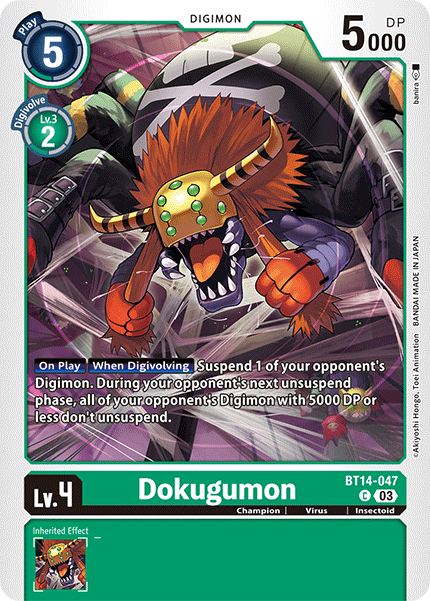 Play
5
DIGIMON
DP
5000
Digivolve
Lv.3
2
banira
©Akiyoshi Hongo, Toei Animation BANDAI MADE IN JAPAN
On Play When Digivolving Suspend 1 of your opponent's
Digimon. During your opponent's next unsuspend
phase, all of your opponent's Digimon with 5000 DP or
less don't unsuspend.
Lv.4
Dokugumon
BT14-047
C 03
Champion | Virus | Insectoid
Inherited Effect
–